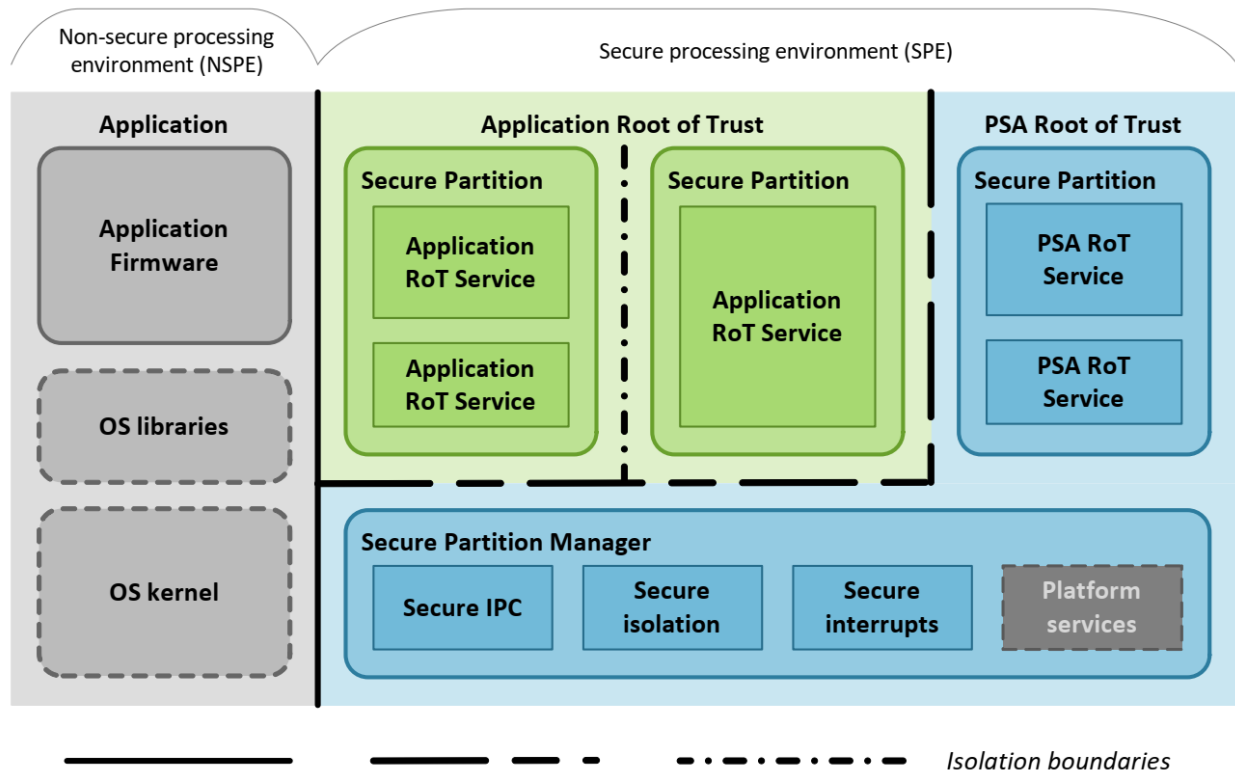 Non-secure processing
environment (NSPE)
Secure processing environment (SPE)
Application
Application
Firmware
OS libraries
OS kernel
Application Root of Trust
Secure Partition
Application
RoT Service
Application
RoT Service
Secure Partition
Application
RoT Service
PSA Root of Trust
Secure Partition
PSA RoT
Service
PSA RoT
Service
Secure Partition Manager
Secure IPC
Secure
isolation
Secure
interrupts
Platform
services
Isolation boundaries